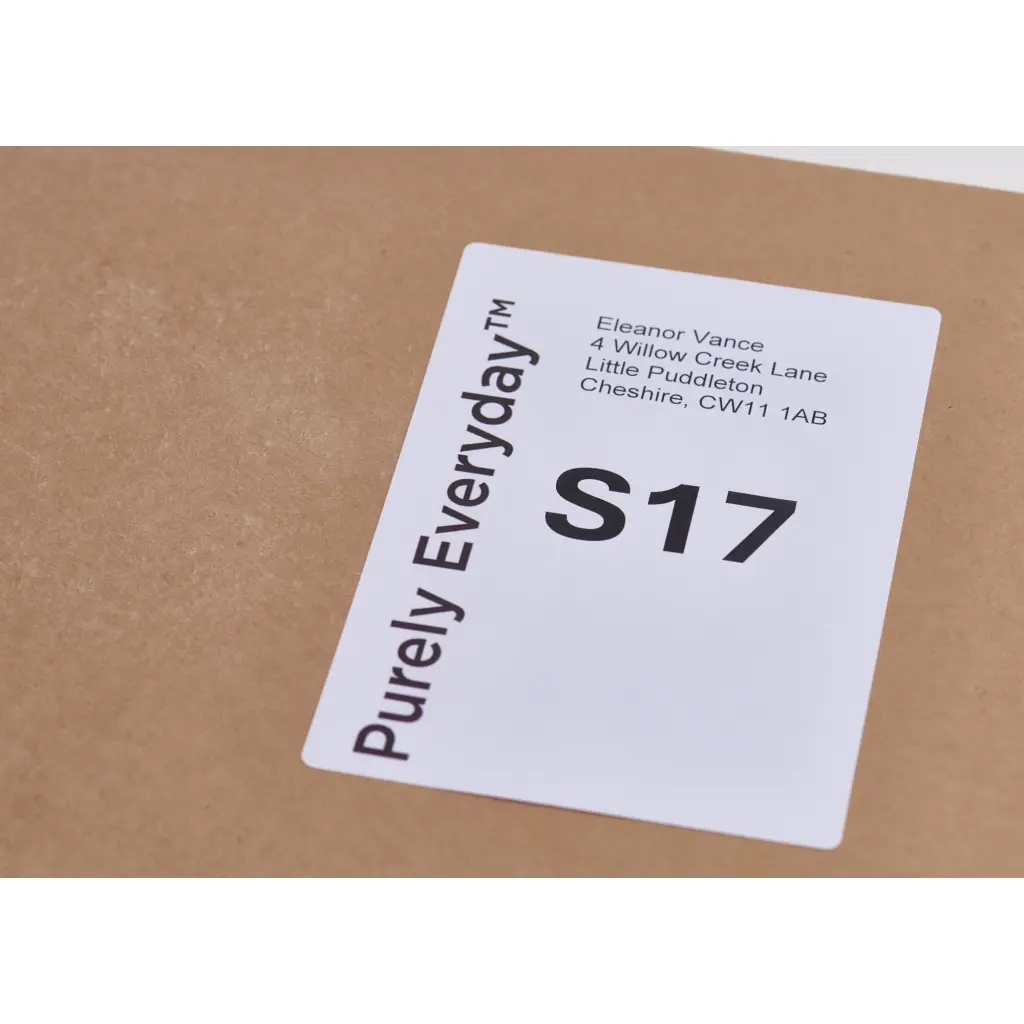 Purely Everyday™
Eleanor Vance
4 Willow Creek Lane
Little Puddleton
Cheshire, CW11 1AB
S17